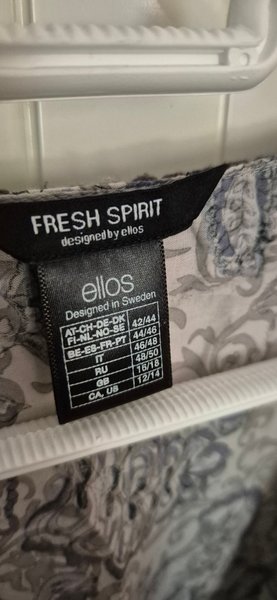 FRESH SPIRIT
designed by ellos
ellos
Designed in Sweden
AT-CH-DE-DK
FI-NL-NO-SE 42/44
BE-ES-FR-PT 44/46
IT 46/48
RU 48/50
GB 16/18
CA, US 12/14